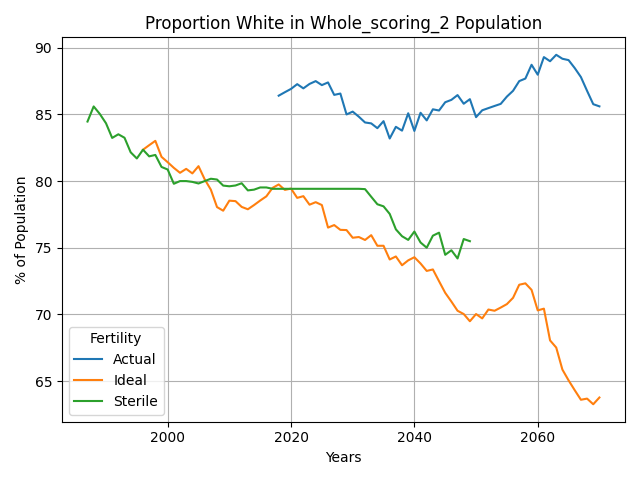 Proportion White in Whole_scoring_2 Population
90
85
80
75
70
65
% of Population
Fertility
Actual
Ideal
Sterile
2000
2020
2040
2060
Years